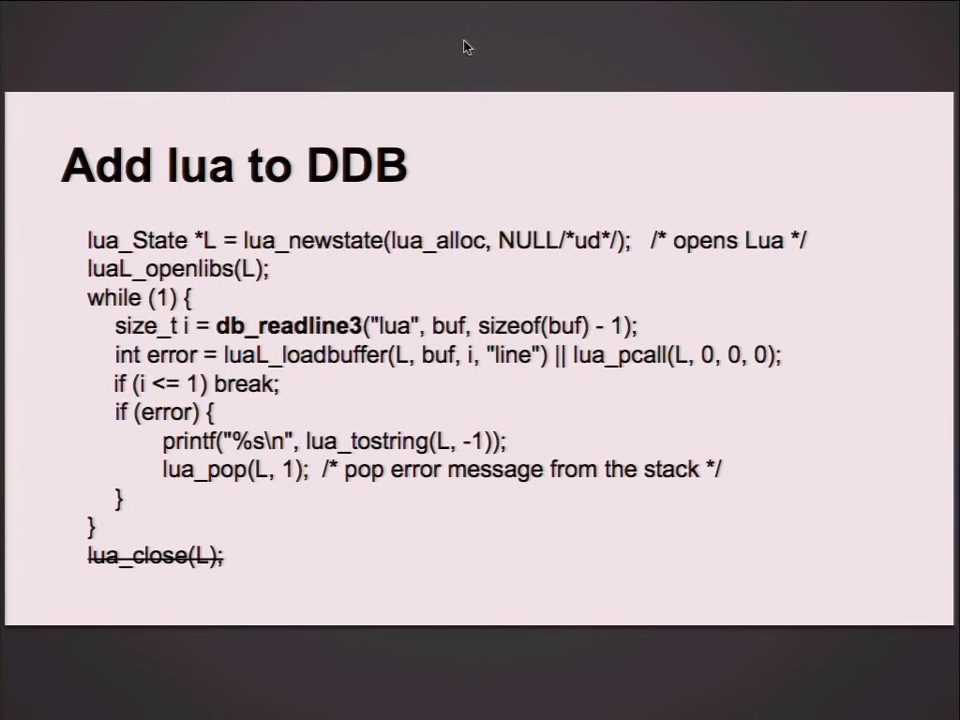 Add lua to DDB
lua_State *L = lua_newstate(lua_alloc, NULL/*ud*/);   /* opens Lua */
luaL_openlibs(L);
while (1) {
size_t i = db_readline3("lua", buf, sizeof(buf) - 1);
int error = luaL_loadbuffer(L, buf, i, "line") || lua_pcall(L, 0, 0, 0);
if (i <= 1) break;
if (error) {
printf("%s\n", lua_tostring(L, -1));
lua_pop(L, 1);  /* pop error message from the stack */
}
}
lua_close(L);